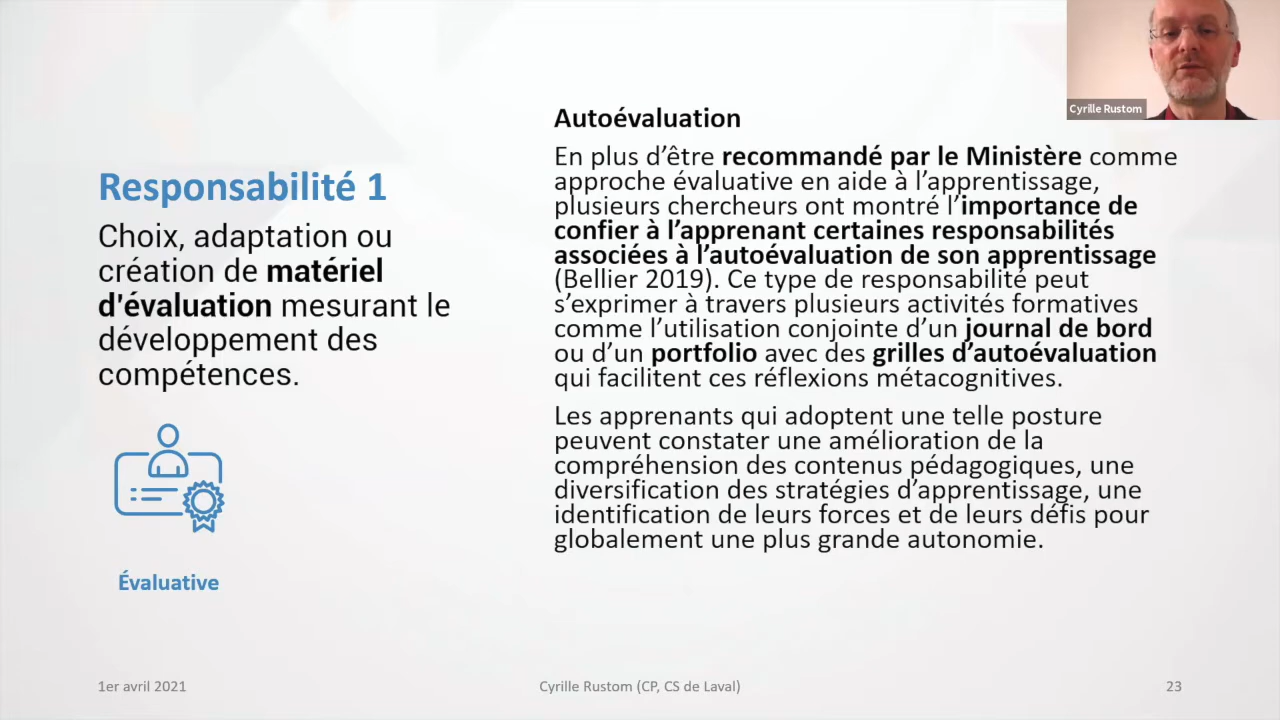 Cyrille Rustom
Responsabilité 1
Choix, adaptation ou
création de matériel
d'évaluation mesurant le
développement des
compétences.
Évaluative
Autoévaluation
En plus d’être recommandé par le Ministère comme
approche évaluative en aide à l’apprentissage,
plusieurs chercheurs ont montré l’importance de
confier à l’apprenant certaines responsabilités
associées à l’autoévaluation de son apprentissage
(Bellier 2019). Ce type de responsabilité peut
s’exprimer à travers plusieurs activités formatives
comme l’utilisation conjointe d’un journal de bord
ou d’un portfolio avec des grilles d’autoévaluation
qui facilitent ces réflexions métacognitives.
Les apprenants qui adoptent une telle posture
peuvent constater une amélioration de la
compréhension des contenus pédagogiques, une
diversification des stratégies d’apprentissage, une
identification de leurs forces et de leurs défis pour
globalement une plus grande autonomie.
1er avril 2021
Cyrille Rustom (CP, CS de Laval)
23